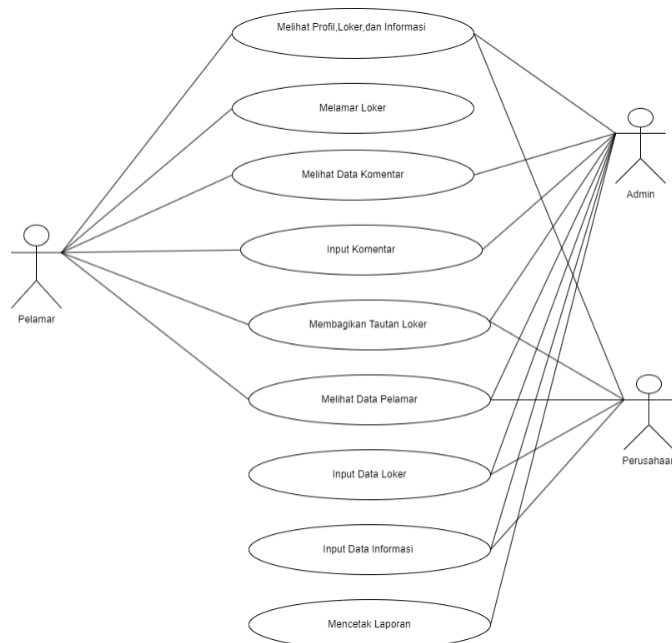 Melihat Profil,Loker,dan Informasi
Melamar Loker
Admin
Melihat Data Komentar
Input Komentar
Pelamar
Membagikan Tautan Loker
Melihat Data Pelamar
Perusahaan
Input Data Loker
Input Data Informasi
Mencetak Laporan